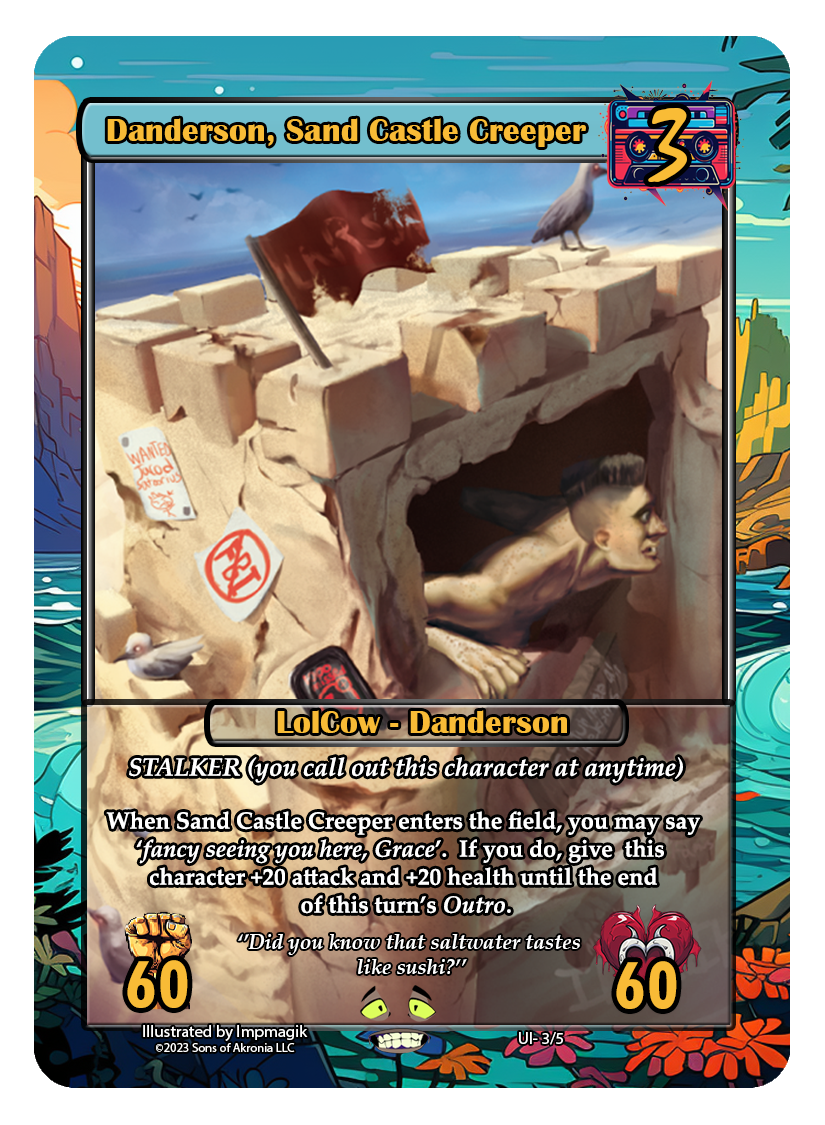 Danderson, Sand Castle Creeper
3
WANTED
LolCow - Danderson
STALKER (you call out this character at anytime)
When Sand Castle Creeper enters the field, you may say
‘fancy seeing you here, Grace’. If you do, give this
character +20 attack and +20 health until the end
of this turn’s Outro.
“Did you know that saltwater tastes
like sushi?”
60
60
Illustrated by Impmagik
©2023 Sons of Akronia LLC
UI- 3/5